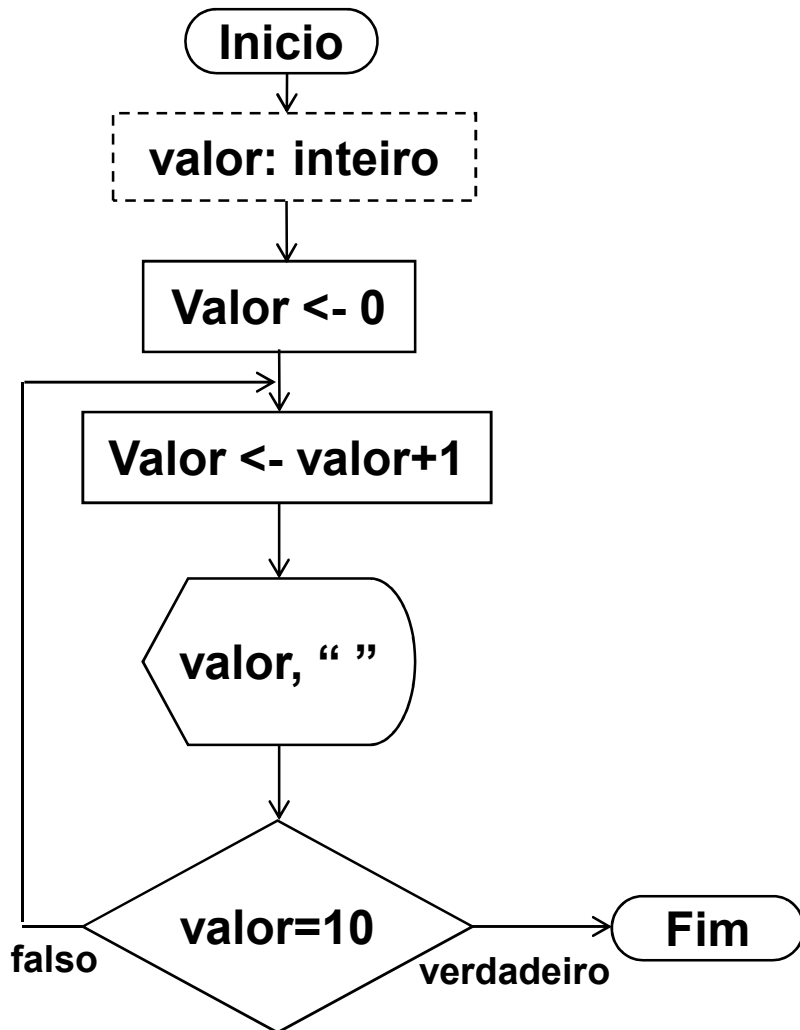 Inicio
valor: inteiro
Valor <- 0
Valor <- valor+1
valor, “ ”
valor=10
falso
verdadeiro
Fim